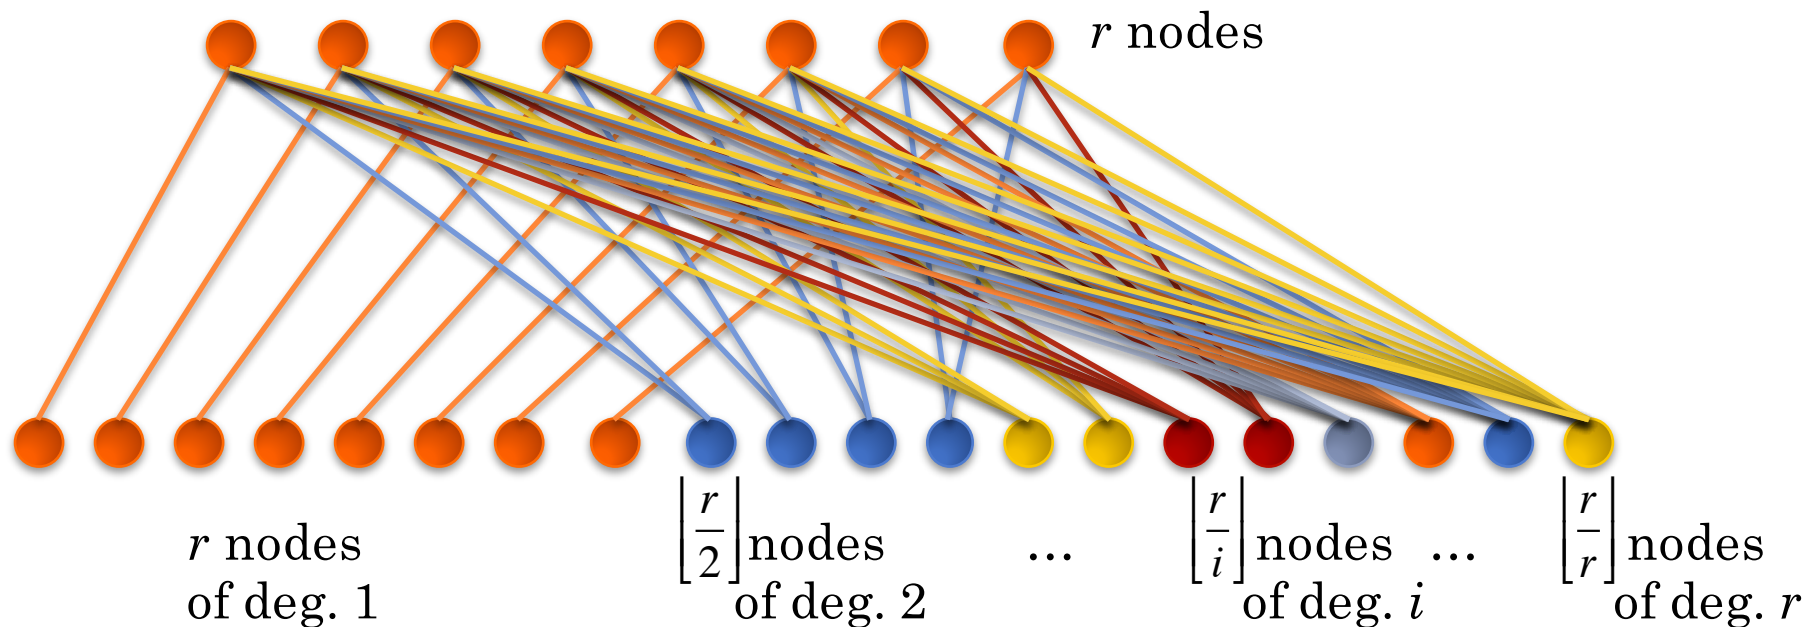 r nodes
⌊r/2⌋ nodes ... ⌊r/i⌋ nodes ... ⌊r/r⌋ nodes
r nodes
of deg. 1 of deg. 2 of deg. i of deg. r